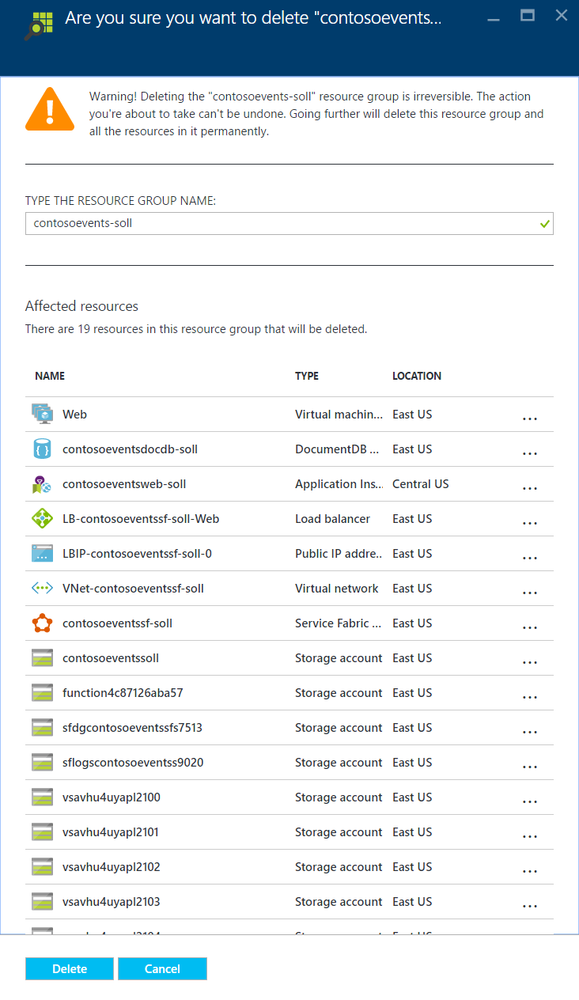 Are you sure you want to delete "contosoevents...
Warning! Deleting the "contosoevents-soll" resource group is irreversible. The action
you're about to take can't be undone. Going further will delete this resource group and
all the resources in it permanently.
TYPE THE RESOURCE GROUP NAME:
contosoevents-soll
Affected resources
There are 19 resources in this resource group that will be deleted.
NAME TYPE LOCATION
Web Virtual machin... East US ...
contosoeventsdocdb-soll DocumentDB ... East US ...
contosoeventsweb-soll Application Ins... Central US ...
LB-contosoeventssf-soll-Web Load balancer East US ...
LBIP-contosoeventssf-soll-0 Public IP addre.. East US ...
VNet-contosoeventssf-soll Virtual network East US ...
contosoeventssf-soll Service Fabric ... East US ...
contosoeventssoll Storage account East US ...
function4c87126aba57 Storage account East US ...
sfdgcontosoeventssfs7513 Storage account East US ...
sflogscontosoeventss9020 Storage account East US ...
vsavhu4uyapl2100 Storage account East US ...
vsavhu4uyapl2101 Storage account East US ...
vsavhu4uyapl2102 Storage account East US ...
vsavhu4uyapl2103 Storage account East US ...
Delete Cancel